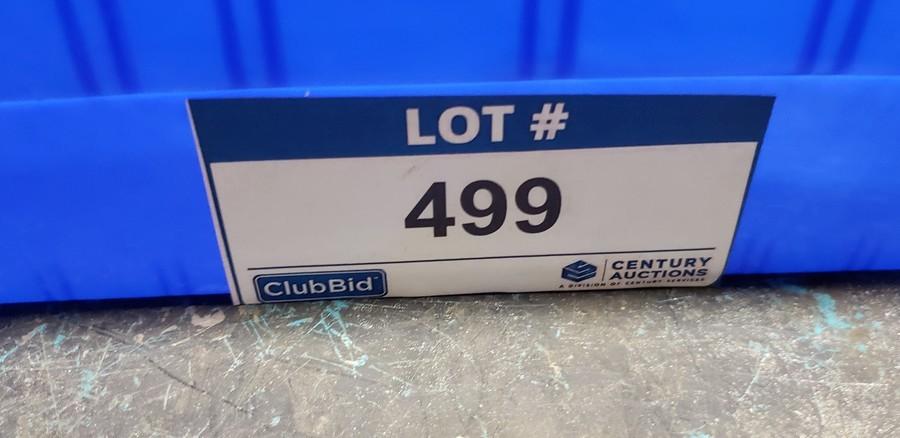 LOT #
499
ClubBid
CENTURY
AUCTIONS
A DIVISION OF CENTURY SERVICES